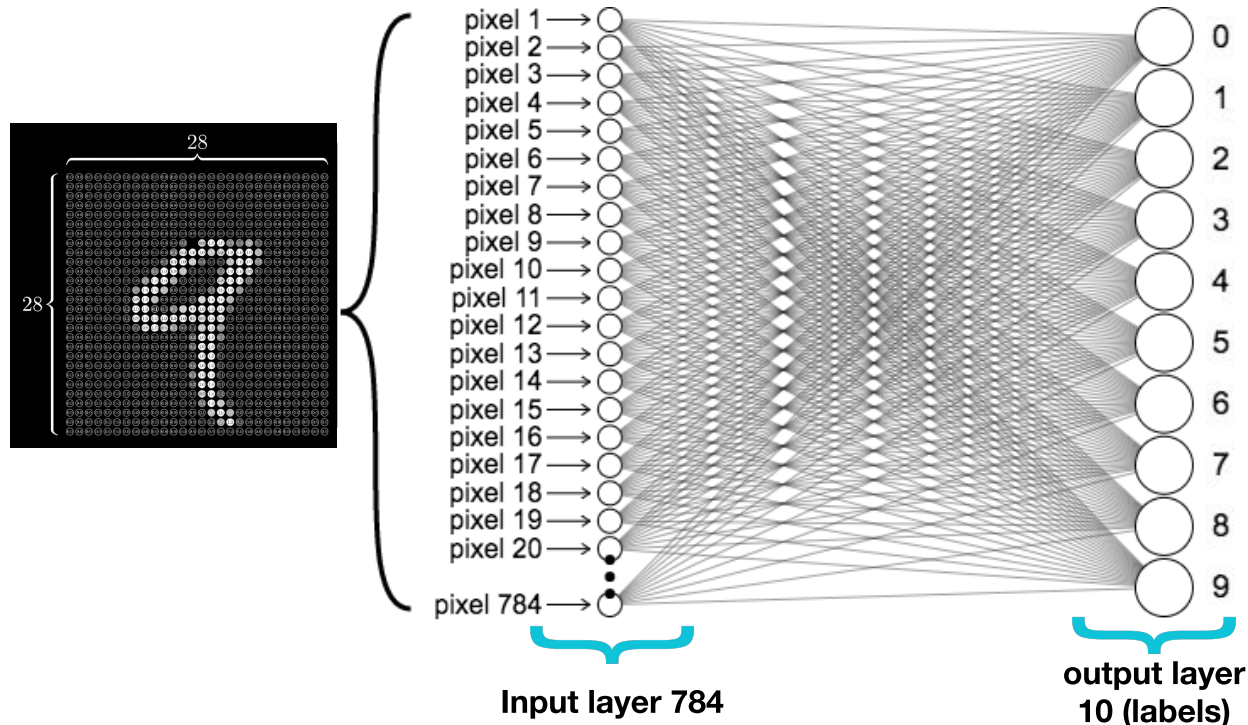 28
28
pixel 1
pixel 2
pixel 3
pixel 4
pixel 5
pixel 6
pixel 7
pixel 8
pixel 9
pixel 10
pixel 11
pixel 12
pixel 13
pixel 14
pixel 15
pixel 16
pixel 17
pixel 18
pixel 19
pixel 20
pixel 784
0
1
2
3
4
5
6
7
8
9
Input layer 784
output layer
10 (labels)